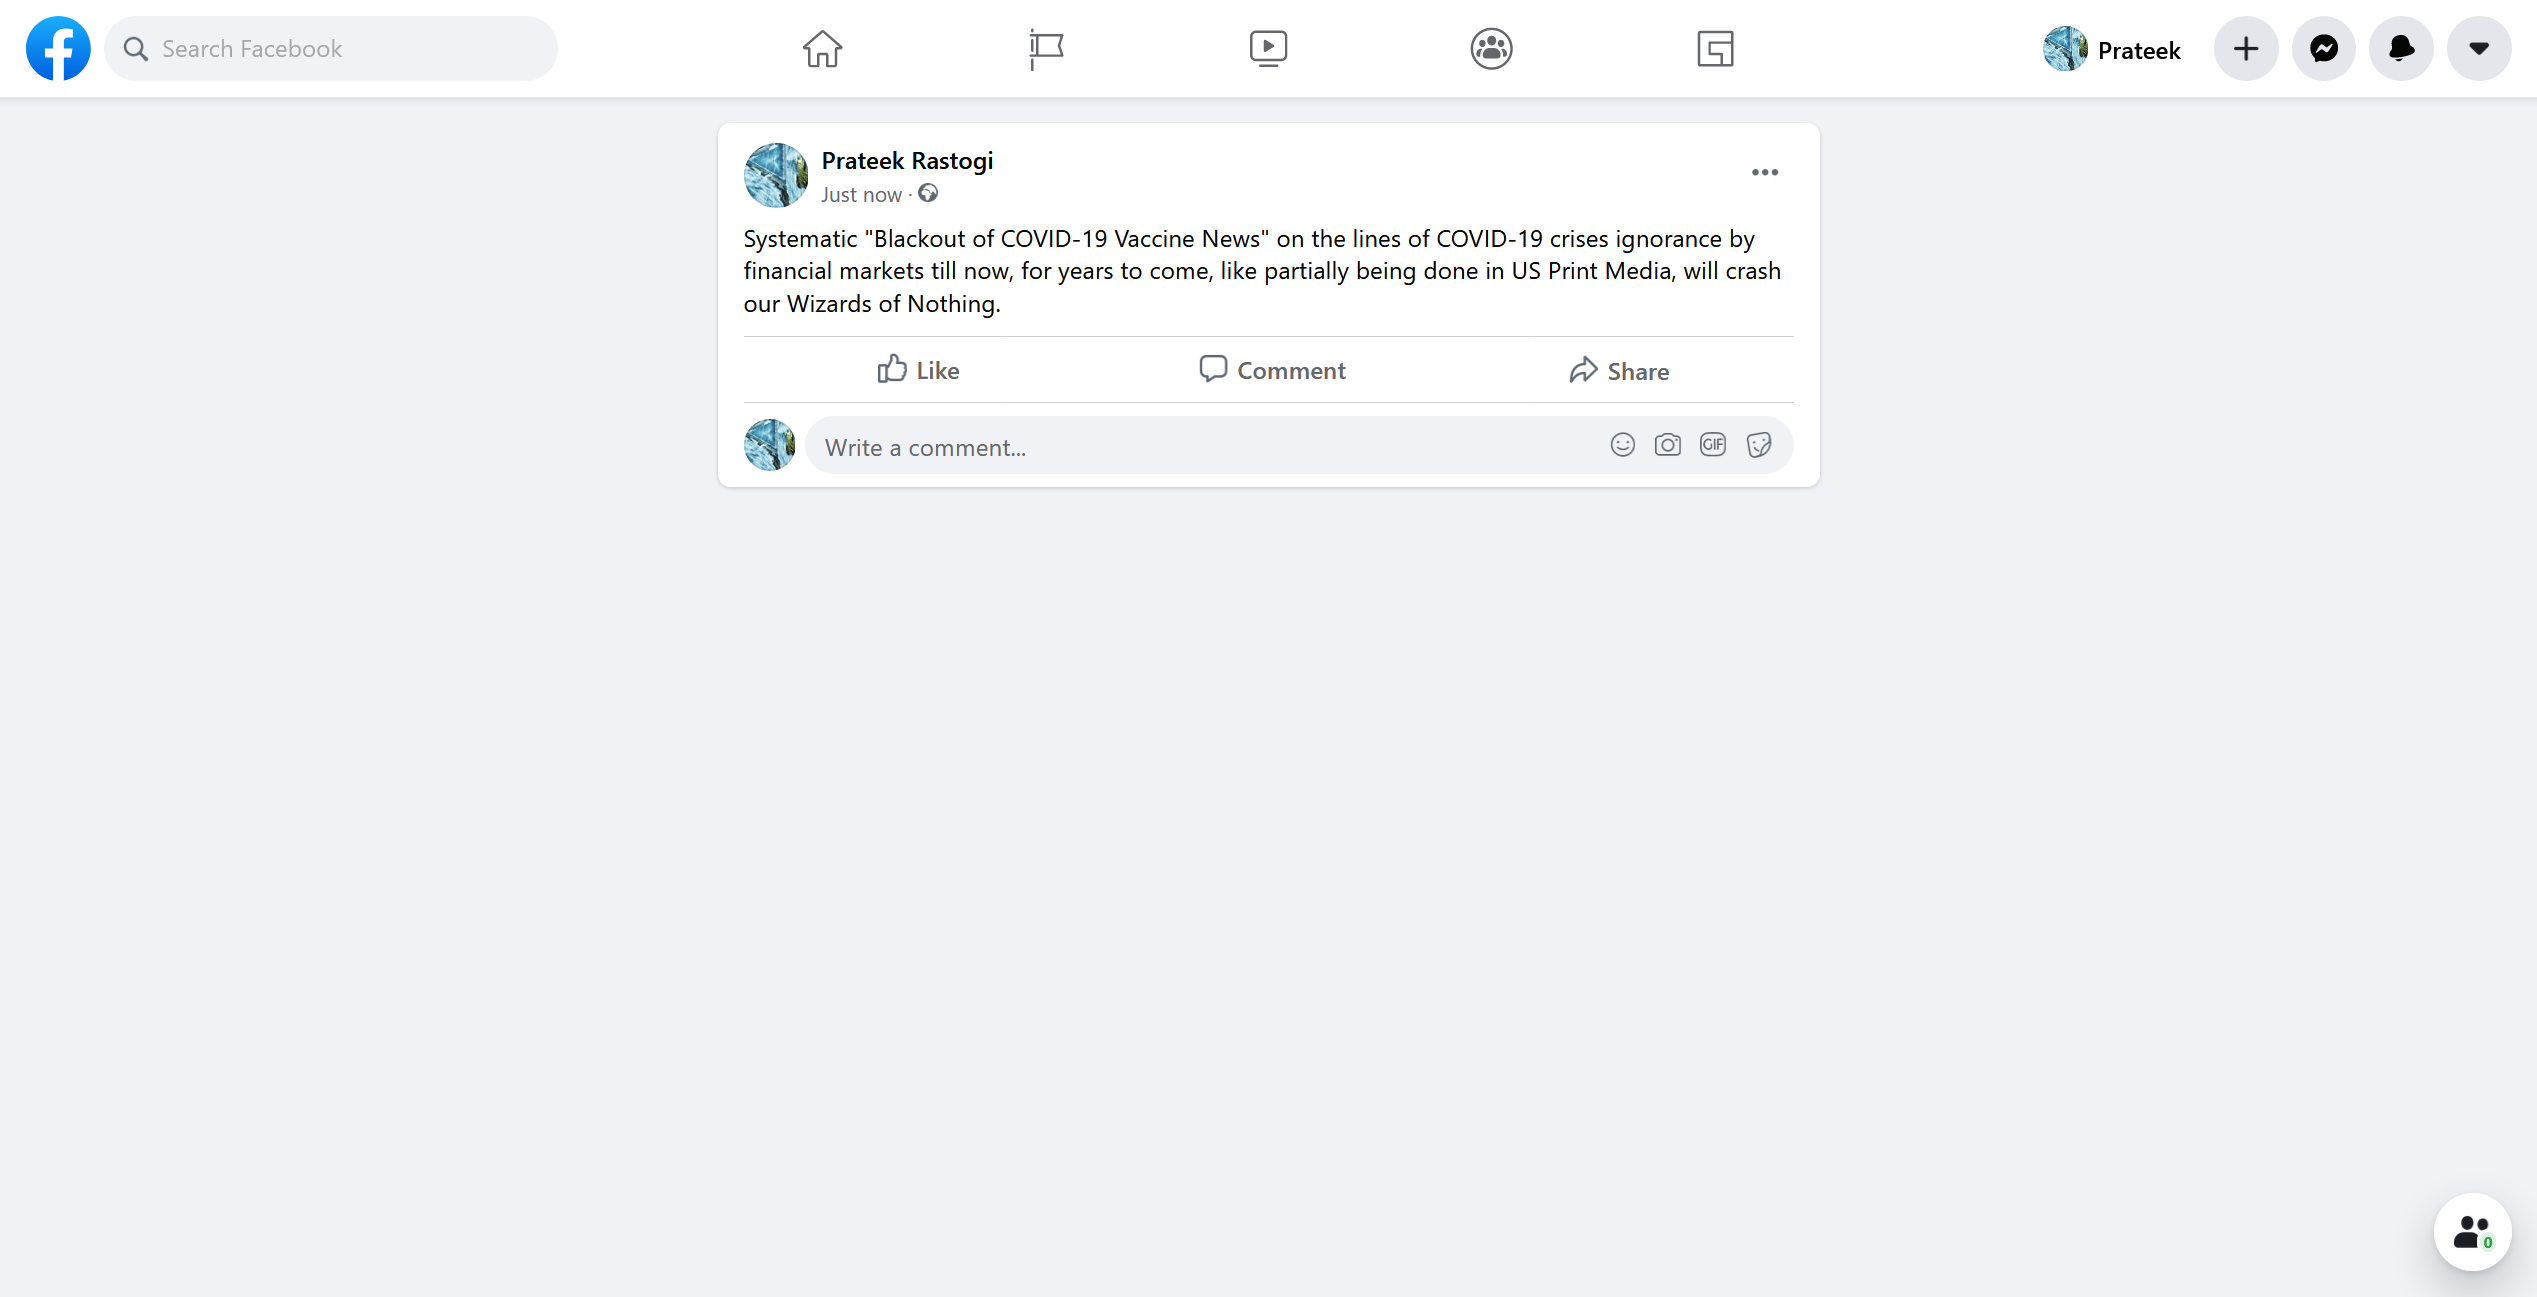 Search Facebook
Prateek
Prateek Rastogi
Just now ·
Systematic "Blackout of COVID-19 Vaccine News" on the lines of COVID-19 crises ignorance by
financial markets till now, for years to come, like partially being done in US Print Media, will crash
our Wizards of Nothing.
Like
Comment
Share
Write a comment...
GIF
0